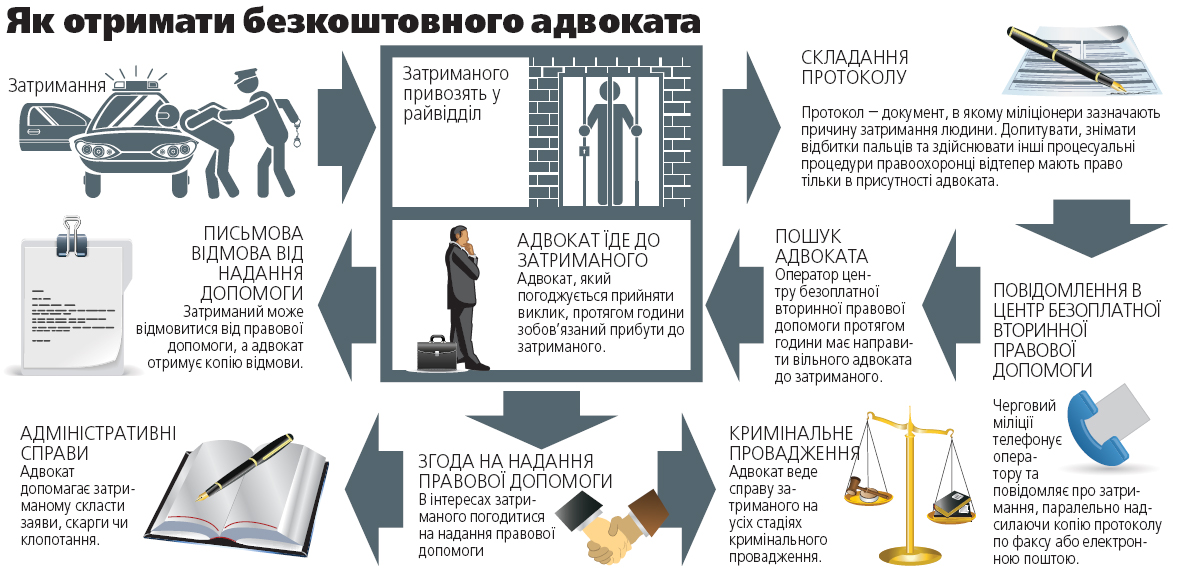 Як отримати безкоштовного адвоката
Затримання
Затриманого
привозять у
райвідділ
СКЛАДАННЯ
ПРОТОКОЛУ
Протокол — документ, в якому міліціонери зазначають
причину затримання людини. Допитувати, знімати
відбитки пальців та здійснювати інші процесуальні
процедури правоохоронці відтепер мають право
тільки в присутності адвоката.
ПОВІДОМЛЕННЯ В
ЦЕНТР БЕЗОПЛАТНОЇ
ВТОРИННОЇ
ПРАВОВОЇ
ДОПОМОГИ
Черговий
міліції
телефонує
опера-
тору та
повідомляє про затри-
мання, паралельно над-
силаючи копію протоколу
по факсу або електрон-
ною поштою.
ПОШУК
АДВОКАТА
Оператор цен-
тру безоплатної
вторинної правової
допомоги протягом
години має направи-
ти вільного адвоката
до затриманого.
АДВОКАТ ЇДЕ ДО
ЗАТРИМАНОГО
Адвокат, який
погоджується прийняти
виклик, протягом години
зобов’язаний прибути до
затриманого.
ПИСЬМОВА
ВІДМОВА ВІД
НАДАННЯ
ДОПОМОГИ
Затриманий може
відмовитися від правової
допомоги, а адвокат
отримує копію відмови.
ЗГОДА НА НАДАННЯ
ПРАВОВОЇ ДОПОМОГИ
В інтересах затри-
маного погодитися
на надання правової
допомоги
АДМІНІСТРАТИВНІ
СПРАВИ
Адвокат
допомагає затри-
маному скласти
заяви, скарги чи
клопотання.
КРИМІНАЛЬНЕ
ПРОВАДЖЕННЯ
Адвокат веде
справу за-
триманого на
усіх стадіях
кримінального
провадження.